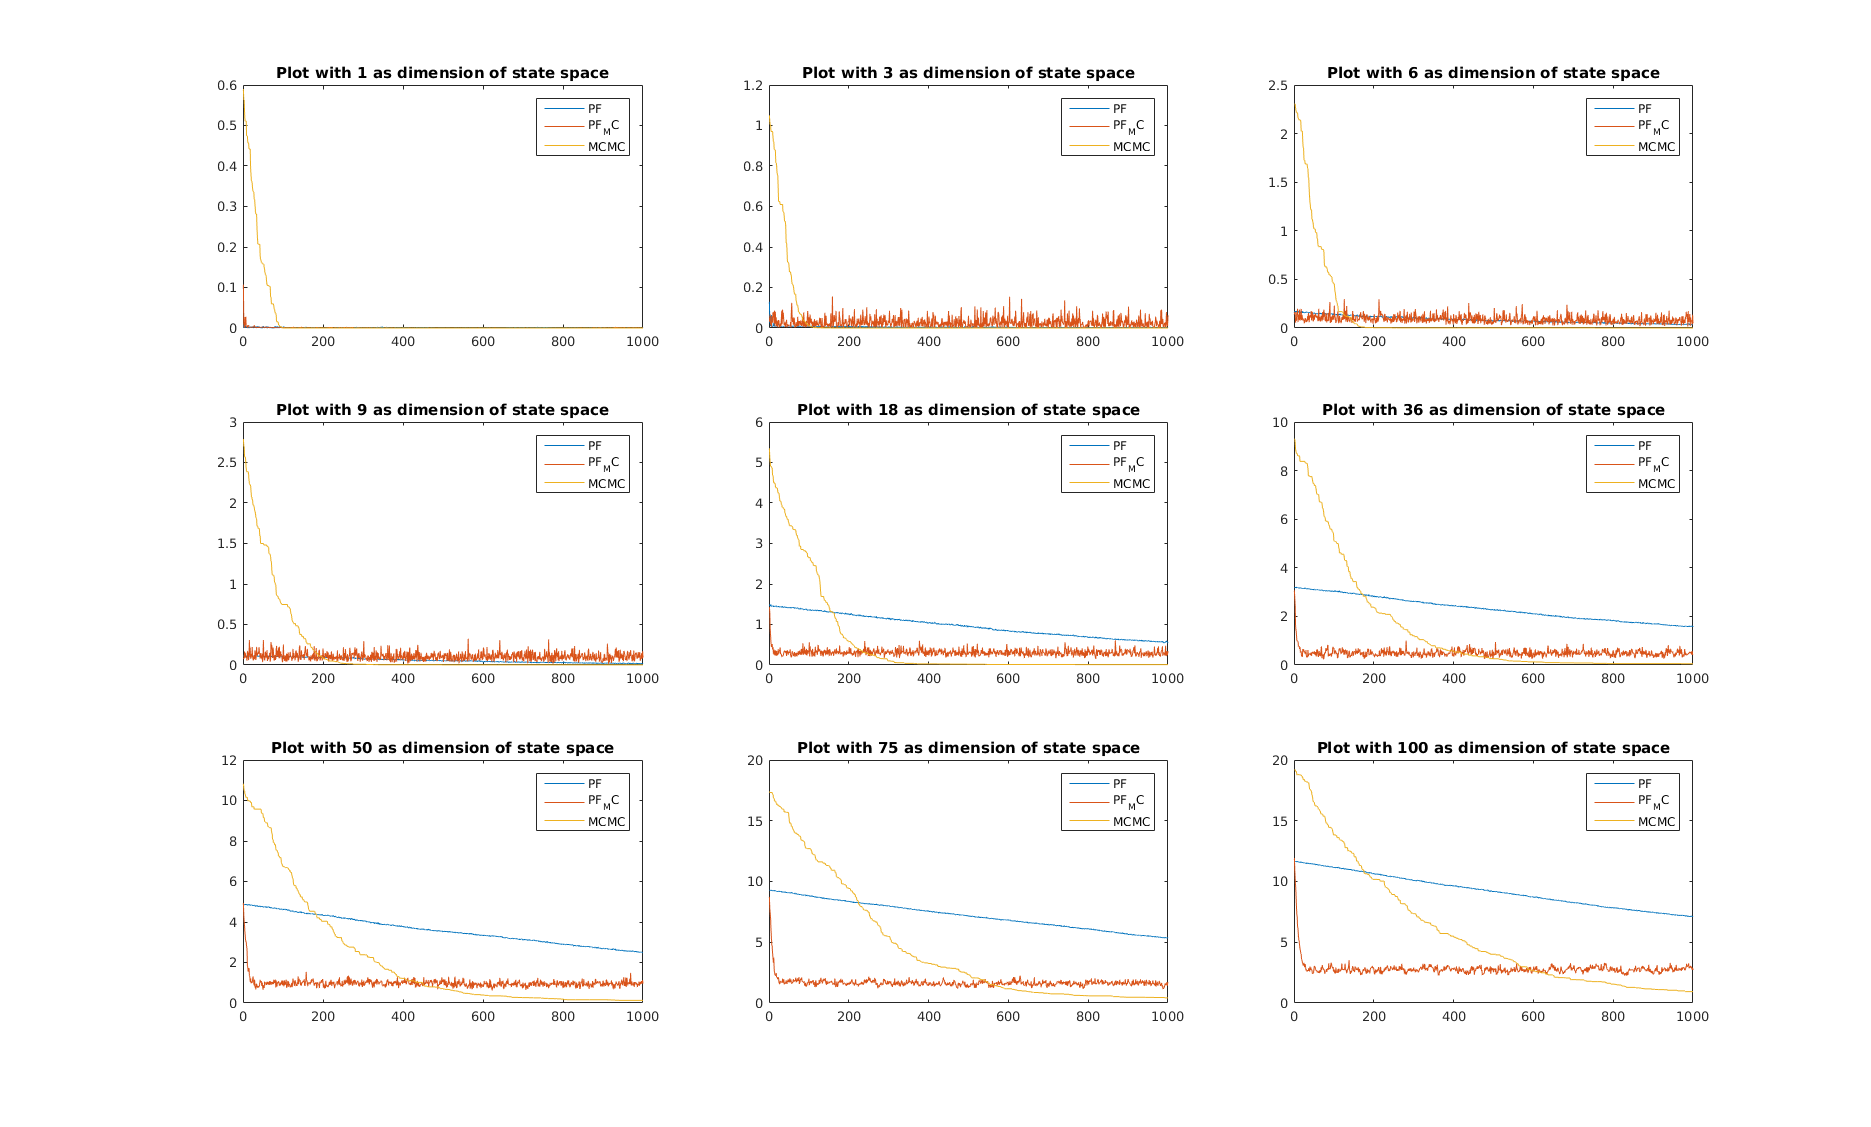 Plot with 1 as dimension of state space
0.6
0.5
0.4
0.3
0.2
0.1
0
0 200 400 600 800 1000
PF
PF_MC
MCMC
Plot with 3 as dimension of state space
1.2
1
0.8
0.6
0.4
0.2
0
0 200 400 600 800 1000
PF
PF_MC
MCMC
Plot with 6 as dimension of state space
2.5
2
1.5
1
0.5
0
0 200 400 600 800 1000
PF
PF_MC
MCMC
Plot with 9 as dimension of state space
3
2.5
2
1.5
1
0.5
0
0 200 400 600 800 1000
PF
PF_MC
MCMC
Plot with 18 as dimension of state space
6
5
4
3
2
1
0
0 200 400 600 800 1000
PF
PF_MC
MCMC
Plot with 36 as dimension of state space
10
8
6
4
2
0
0 200 400 600 800 1000
PF
PF_MC
MCMC
Plot with 50 as dimension of state space
12
10
8
6
4
2
0
0 200 400 600 800 1000
PF
PF_MC
MCMC
Plot with 75 as dimension of state space
20
15
10
5
0
0 200 400 600 800 1000
PF
PF_MC
MCMC
Plot with 100 as dimension of state space
20
15
10
5
0
0 200 400 600 800 1000
PF
PF_MC
MCMC